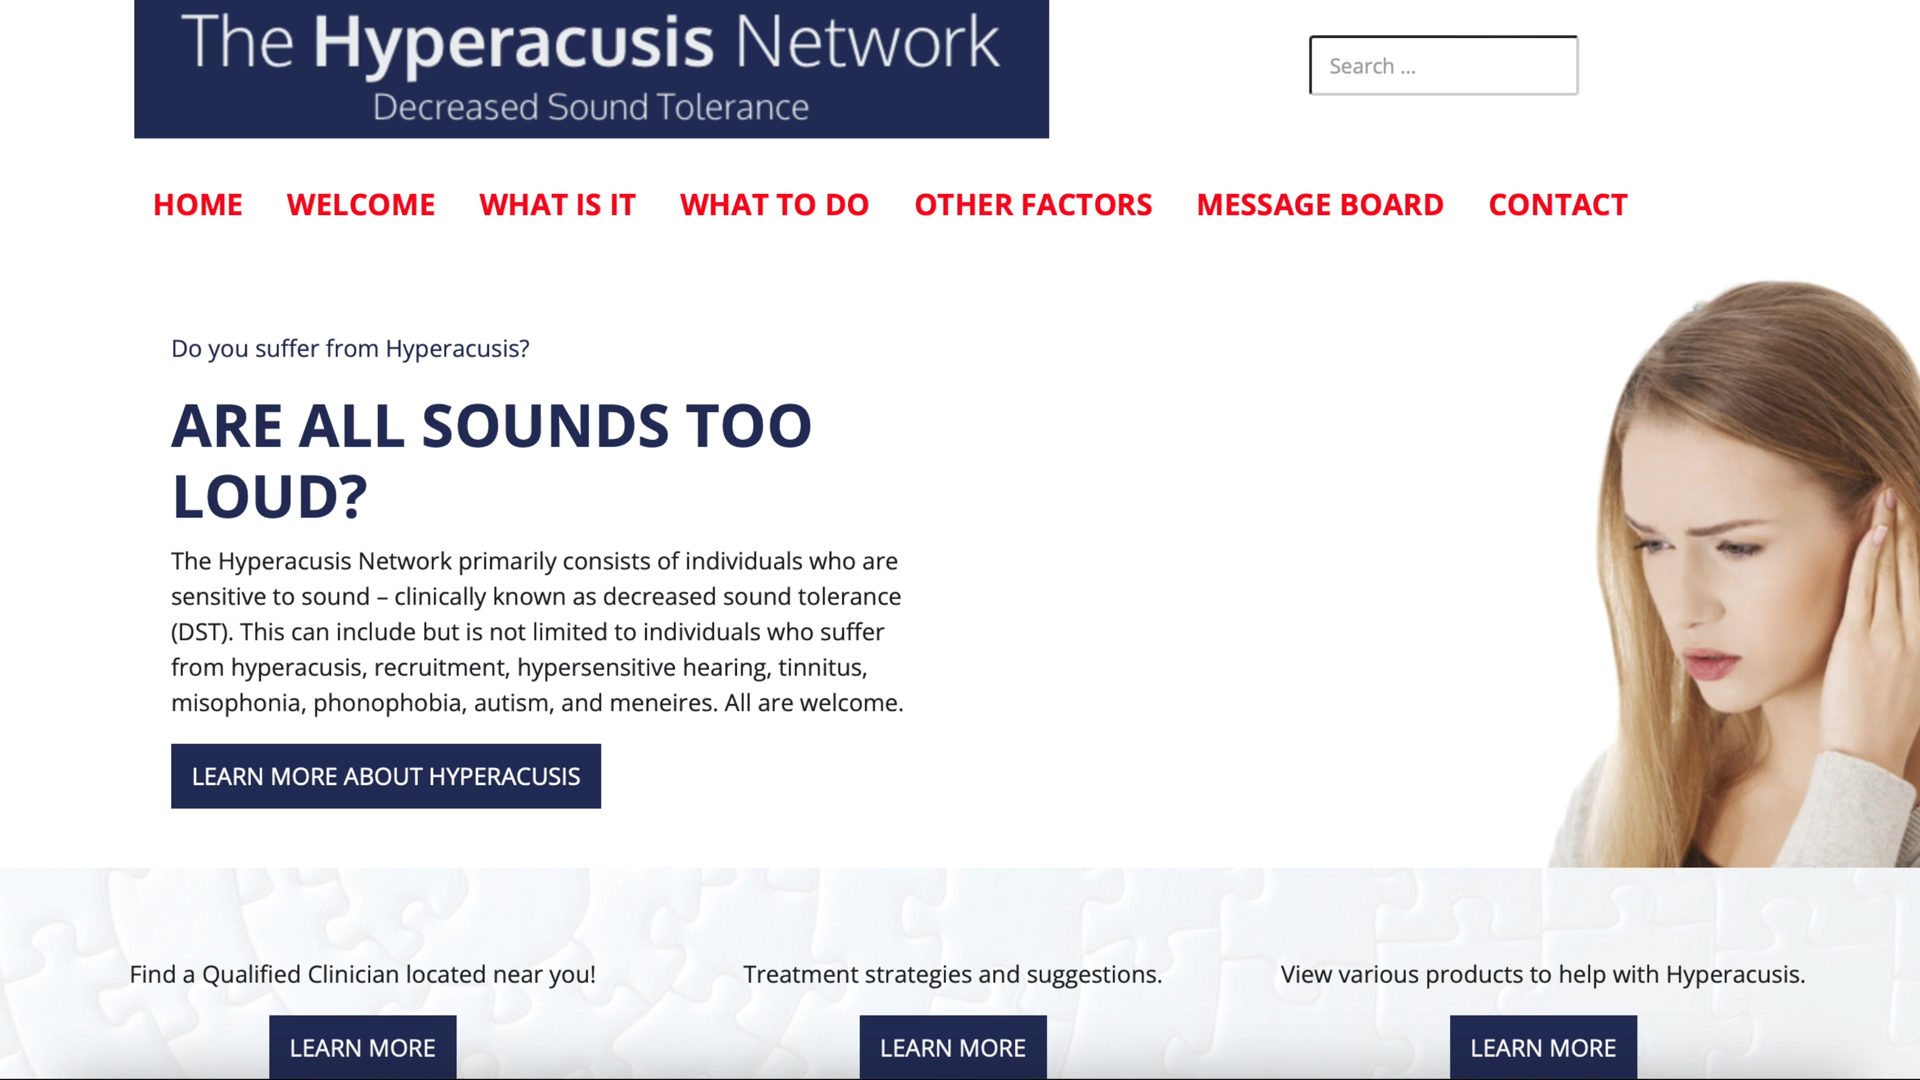 The Hyperacusis Network
Decreased Sound Tolerance
Search ...
HOME WELCOME WHAT IS IT WHAT TO DO OTHER FACTORS MESSAGE BOARD CONTACT
Do you suffer from Hyperacusis?
ARE ALL SOUNDS TOO
LOUD?
The Hyperacusis Network primarily consists of individuals who are
sensitive to sound – clinically known as decreased sound tolerance
(DST). This can include but is not limited to individuals who suffer
from hyperacusis, recruitment, hypersensitive hearing, tinnitus,
misophonia, phonophobia, autism, and meneires. All are welcome.
LEARN MORE ABOUT HYPERACUSIS
Find a Qualified Clinician located near you!
LEARN MORE
Treatment strategies and suggestions.
LEARN MORE
View various products to help with Hyperacusis.
LEARN MORE